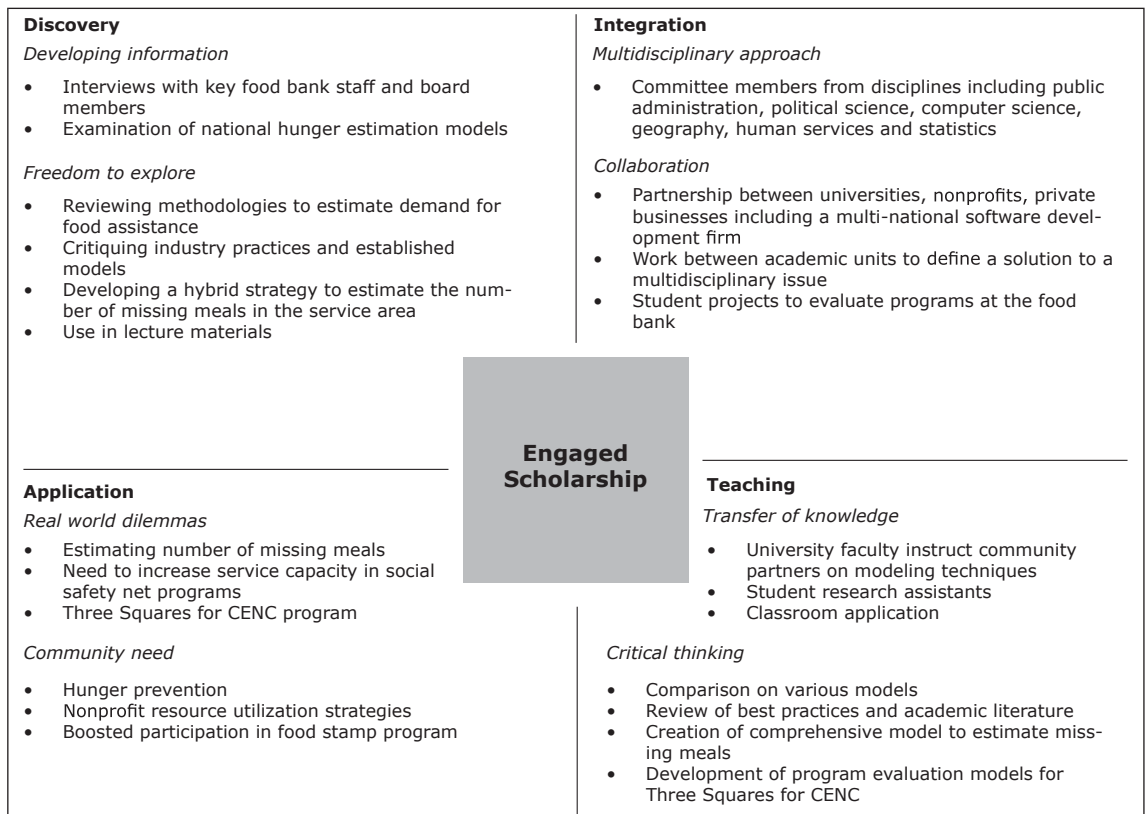 Discovery
Developing information
• Interviews with key food bank staff and board
members
• Examination of national hunger estimation models
Freedom to explore
• Reviewing methodologies to estimate demand for
food assistance
• Critiquing industry practices and established
models
• Developing a hybrid strategy to estimate the num-
ber of missing meals in the service area
• Use in lecture materials
Integration
Multidisciplinary approach
• Committee members from disciplines including public
administration, political science, computer science,
geography, human services and statistics
Collaboration
• Partnership between universities, nonprofits, private
businesses including a multi-national software devel-
opment firm
• Work between academic units to define a solution to a
multidisciplinary issue
• Student projects to evaluate programs at the food
bank
Engaged
Scholarship
Application
Real world dilemmas
• Estimating number of missing meals
• Need to increase service capacity in social
safety net programs
• Three Squares for CENC program
Community need
• Hunger prevention
• Nonprofit resource utilization strategies
• Boosted participation in food stamp program
Teaching
Transfer of knowledge
• University faculty instruct community
partners on modeling techniques
• Student research assistants
• Classroom application
Critical thinking
• Comparison on various models
• Review of best practices and academic literature
• Creation of comprehensive model to estimate miss-
ing meals
• Development of program evaluation models for
Three Squares for CENC